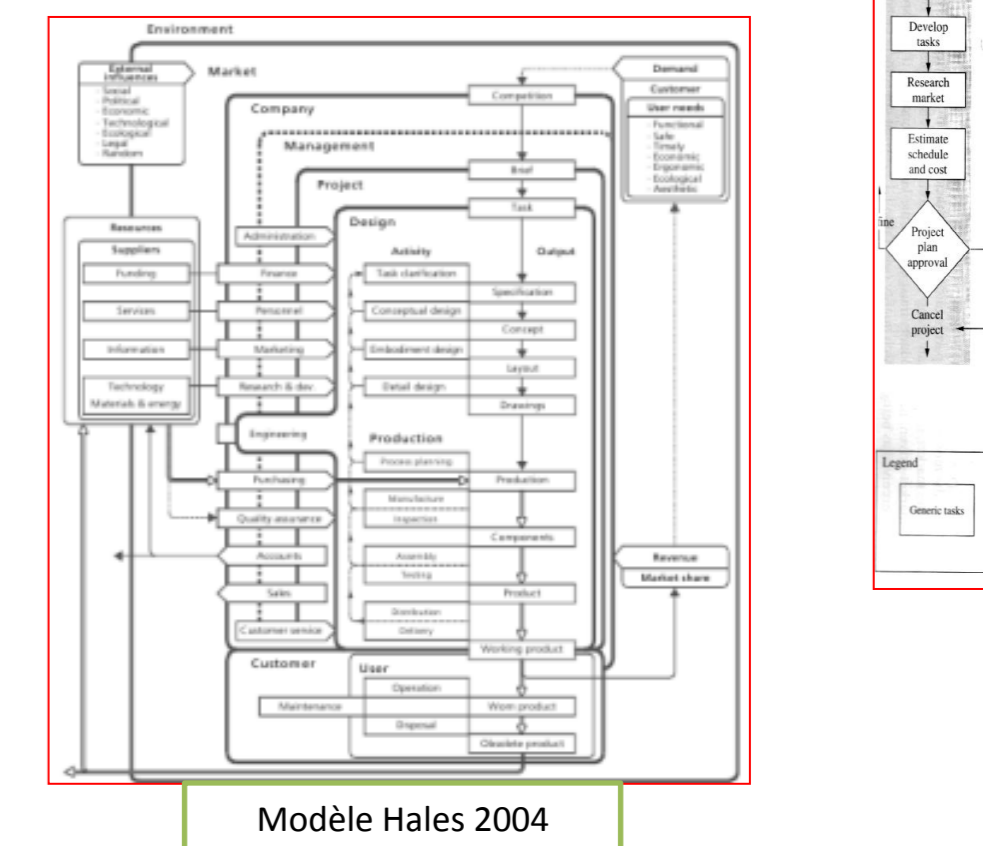 Environment
External
influences
- Social
- Political
- Economic
- Technological
- Ecological
- Legal
- Random
Market
Company
Management
Project
Design
Demand
Customer
User needs
- Functional
- Safe
- Timely
- Economic
- Ergonomic
- Ecological
- Aesthetic
Competition
Brief
Task
Resources
Suppliers
Funding
Services
Information
Technology
Materials & energy
Administration
Finance
Personnel
Marketing
Research & dev.
Engineering
Purchasing
Quality assurance
Accounts
Sales
Customer service
Activity
Output
Task clarification
Specification
Conceptual design
Concept
Embodiment design
Layout
Detail design
Drawings
Production
Process planning
Production
Manufacture
Inspection
Components
Assembly
Testing
Product
Distribution
Delivery
Working product
Revenue
Market share
Customer
User
Operation
Maintenance
Worn product
Disposal
Obsolete product
Modèle Hales 2004
Develop
tasks
Research
market
Estimate
schedule
and cost
fine
Project
plan
approval
Cancel
project
Legend
Generic tasks